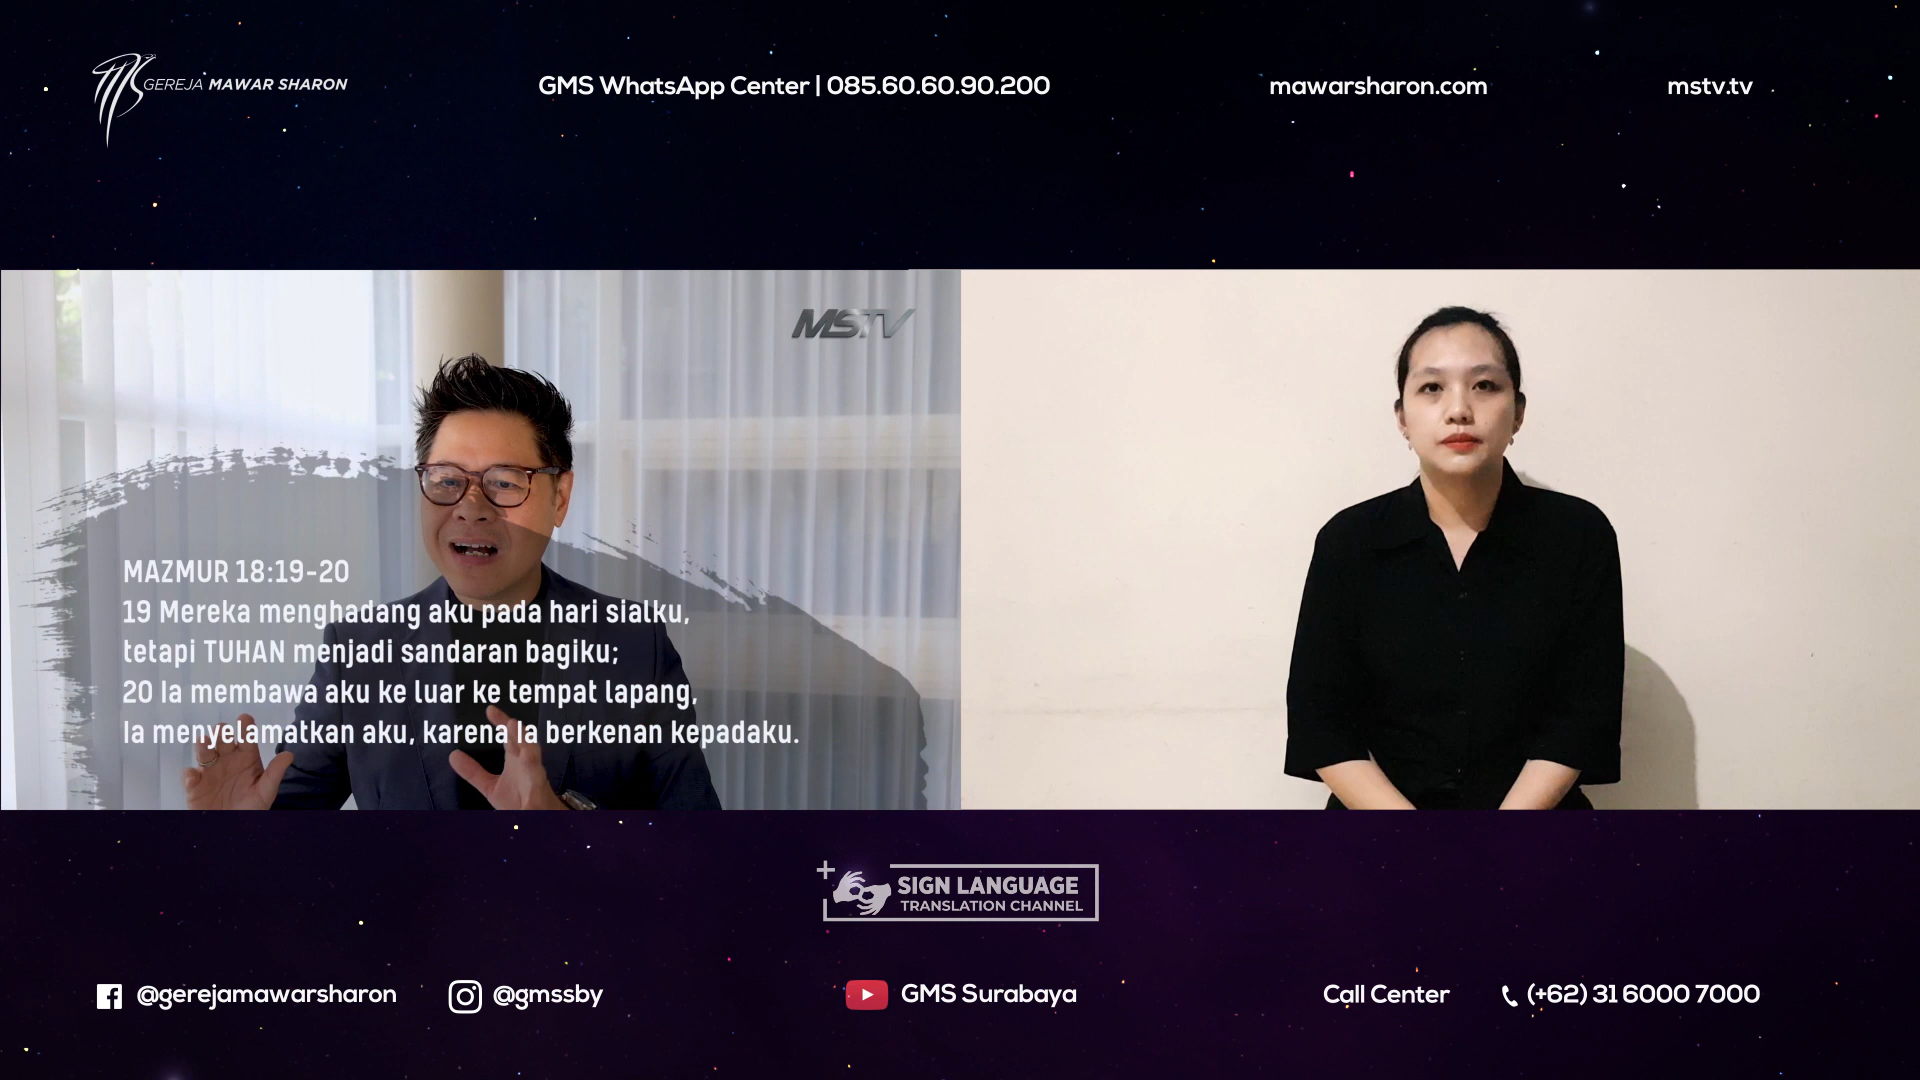 GEREJA MAWAR SHARON
GMS WhatsApp Center | 085.60.60.90.200
mawarsharon.com
mstv.tv
MSTV
MAZMUR 18:19-20
19 Mereka menghadang aku pada hari sialku,
tetapi TUHAN menjadi sandaran bagiku;
20 Ia membawa aku ke luar ke tempat lapang,
Ia menyelamatkan aku, karena Ia berkenan kepadaku.
SIGN LANGUAGE
TRANSLATION CHANNEL
@gerejamawarsharon
@gmssby
GMS Surabaya
Call Center
(+62) 31 6000 7000